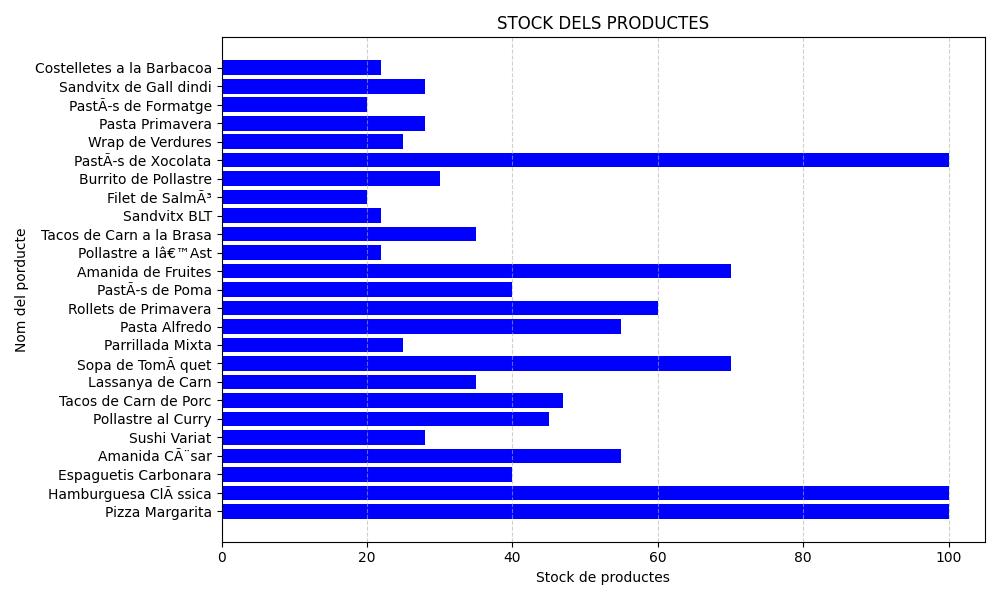 STOCK DELS PRODUCTES
Nom del porducte
Costelletes a la Barbacoa
Sandvitx de Gall dindi
PastÃ-s de Formatge
Pasta Primavera
Wrap de Verdures
PastÃ-s de Xocolata
Burrito de Pollastre
Filet de SalmÃ³
Sandvitx BLT
Tacos de Carn a la Brasa
Pollastre a lâ€™Ast
Amanida de Fruites
PastÃ-s de Poma
Rollets de Primavera
Pasta Alfredo
Parrillada Mixta
Sopa de TomÃ quet
Lassanya de Carn
Tacos de Carn de Porc
Pollastre al Curry
Sushi Variat
Amanida CÃ¨sar
Espaguetis Carbonara
Hamburguesa ClÃ ssica
Pizza Margarita
0 20 40 60 80 100
Stock de productes